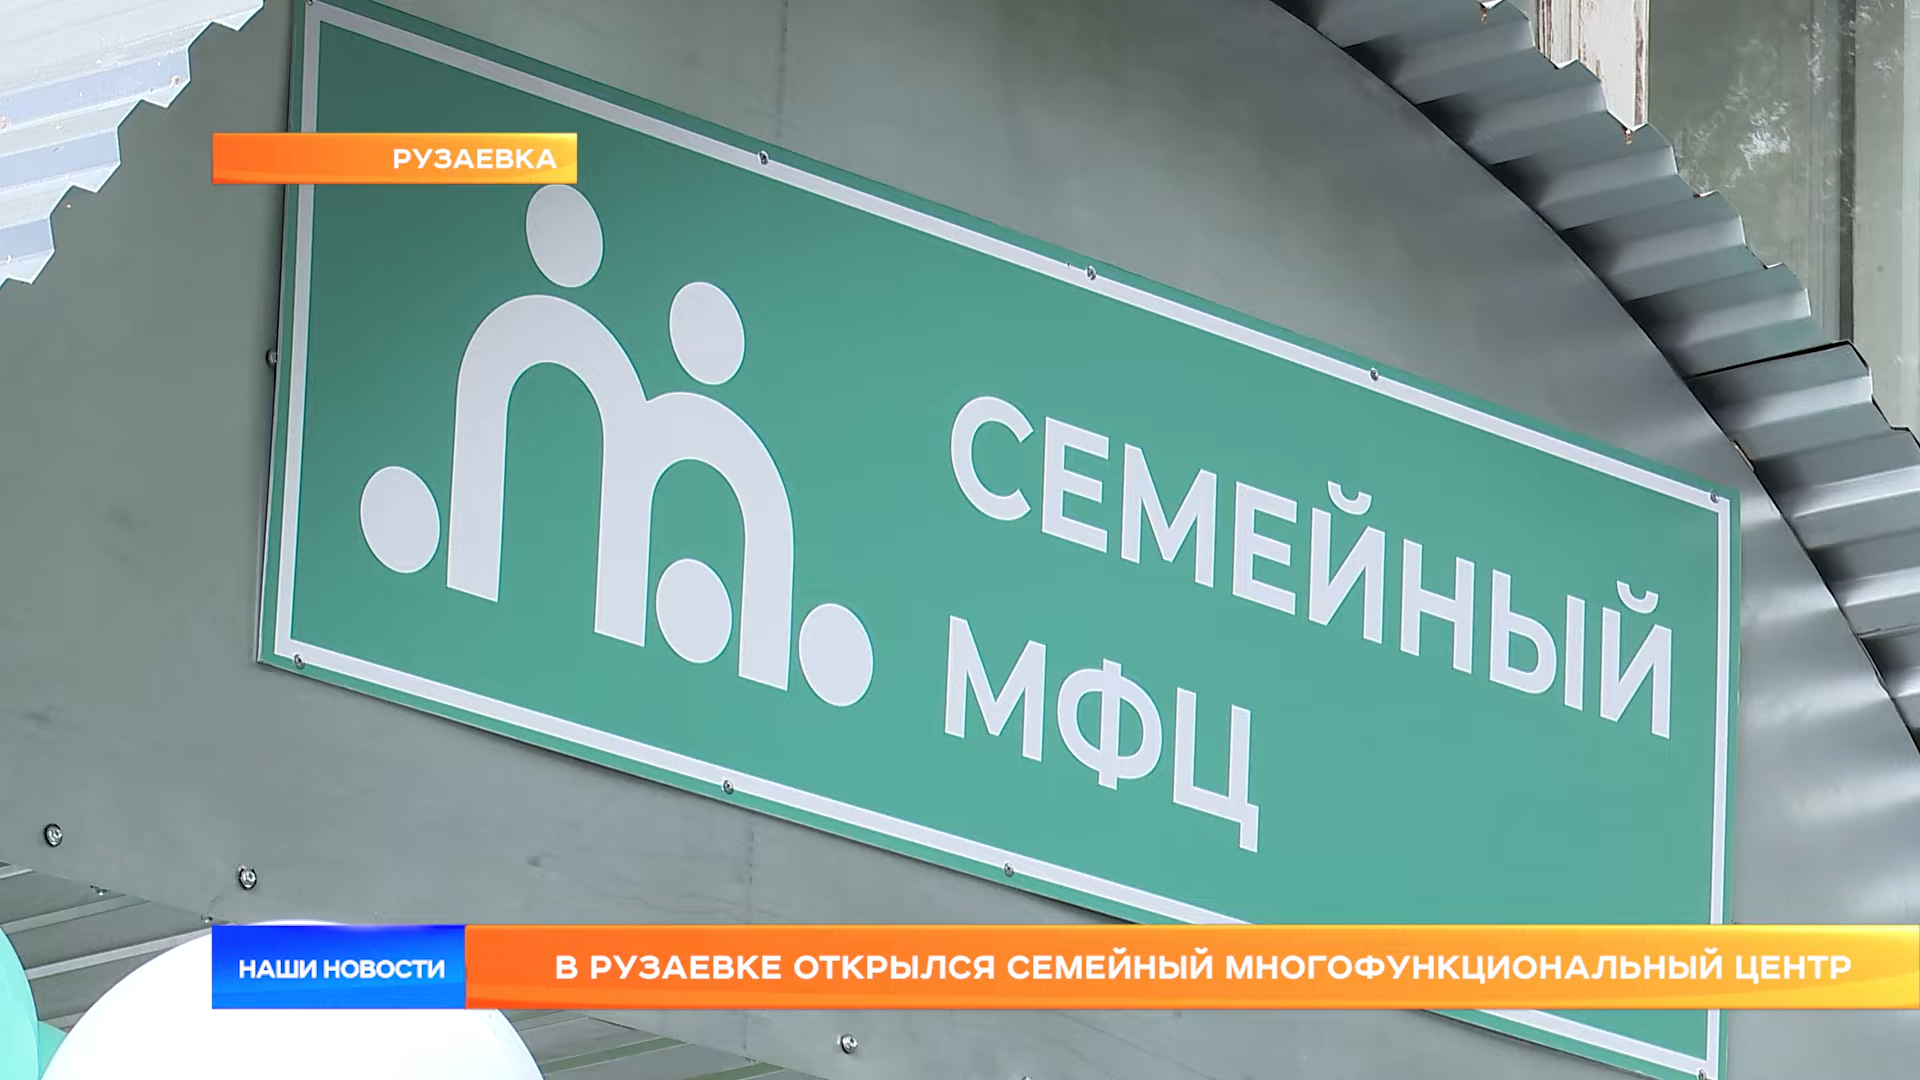 РУЗАЕВКА
СЕМЕЙНЫЙ
МФЦ
НАШИ НОВОСТИ
В РУЗАЕВКЕ ОТКРЫЛСЯ СЕМЕЙНЫЙ МНОГОФУНКЦИОНАЛЬНЫЙ ЦЕНТР